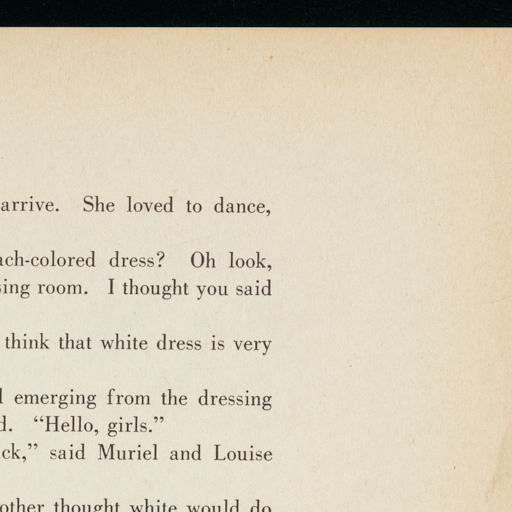 arrive. She loved to dance,
ach-colored dress? Oh look,
sing room. I thought you said
think that white dress is very
emerging from the dressing
d. “Hello, girls.”
ck,” said Muriel and Louise
other thought white would do